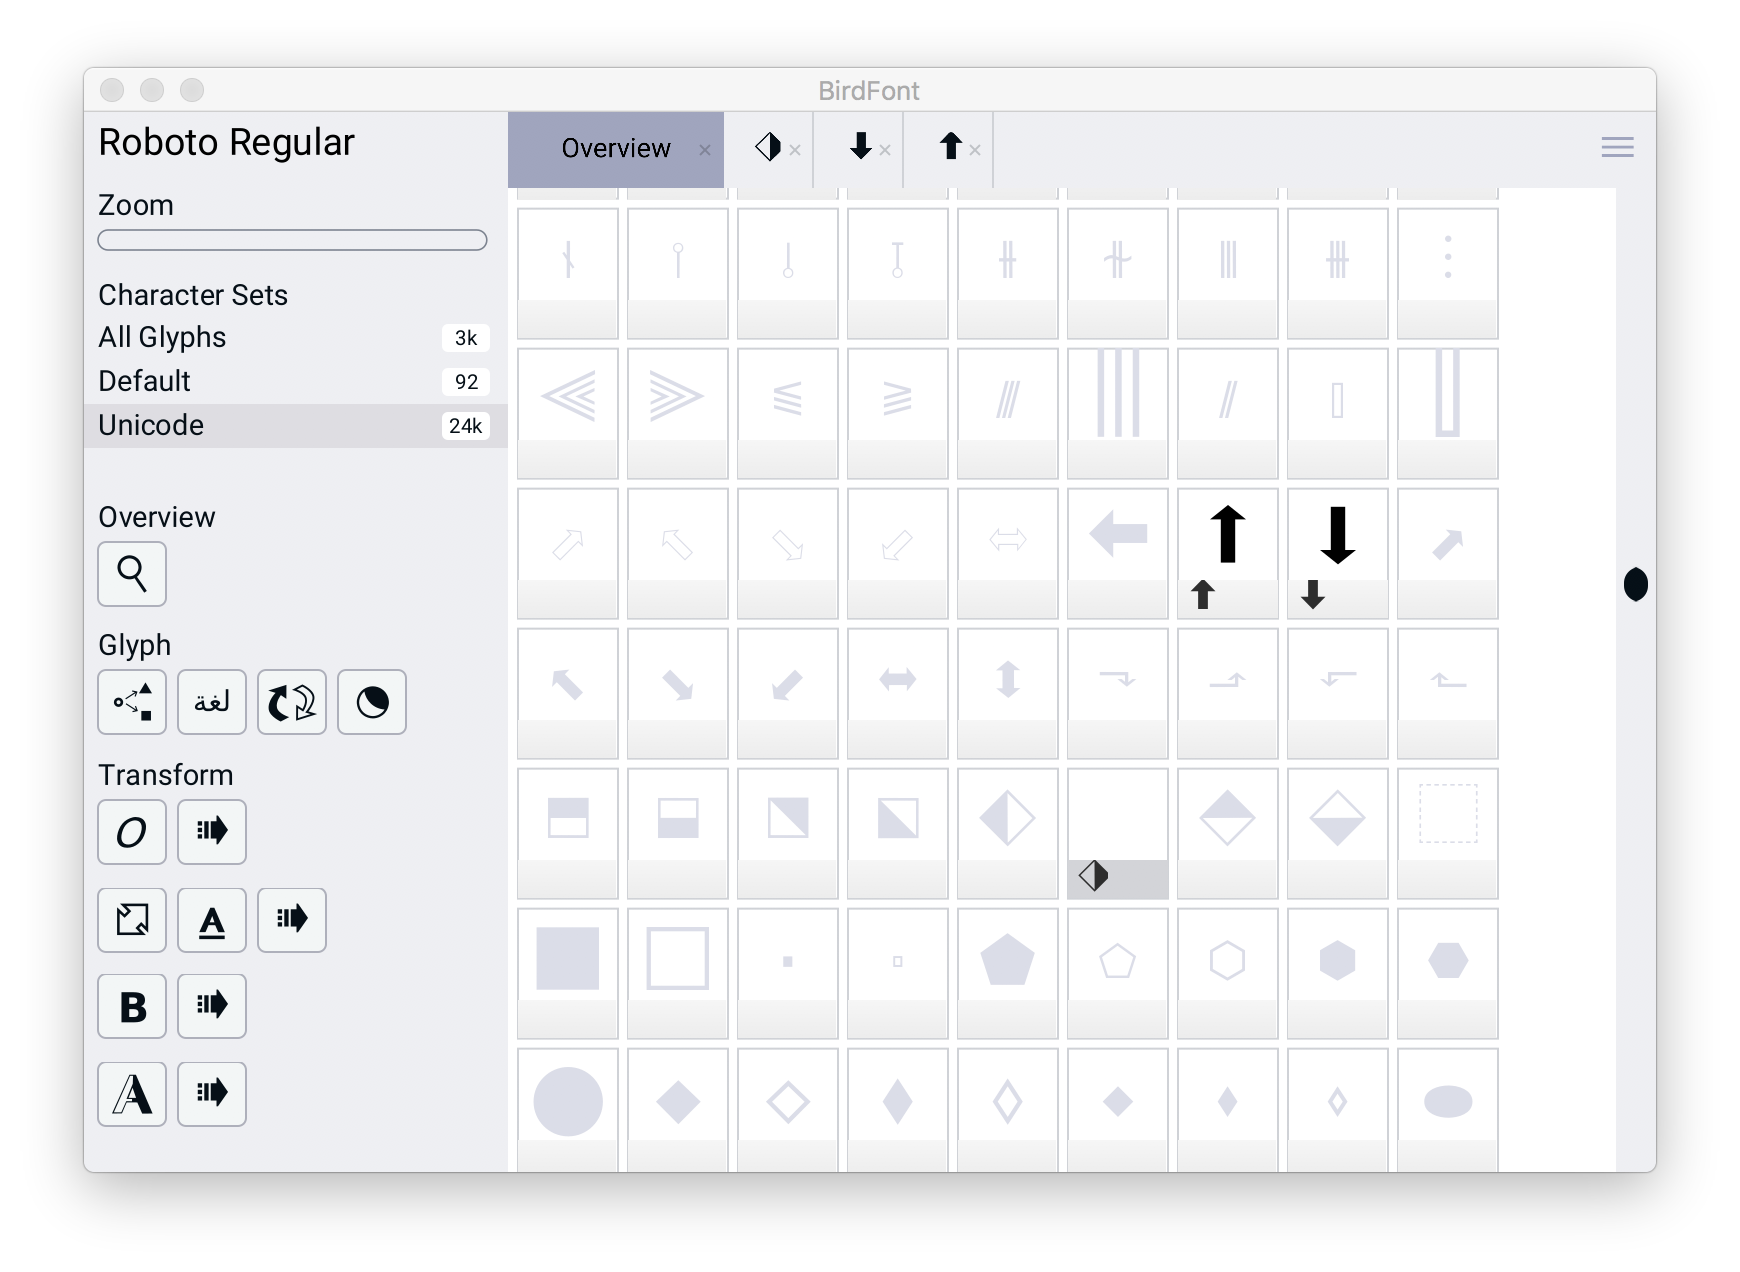 BirdFont
Roboto Regular
Overview
Zoom
Character Sets
All Glyphs 3k
Default 92
Unicode 24k
Overview
Glyph
لغة
Transform
O
A
B
A